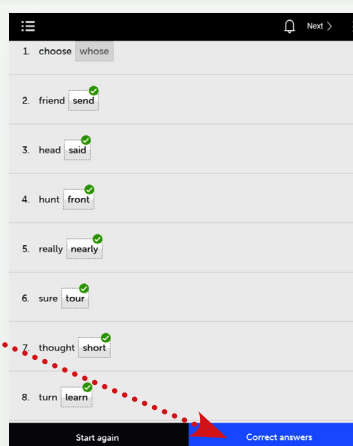 Next >
1. choose whose
2. friend send
3. head said
4. hunt front
5. really nearly
6. sure tour
7. thought short
8. turn learn
Start again Correct answers